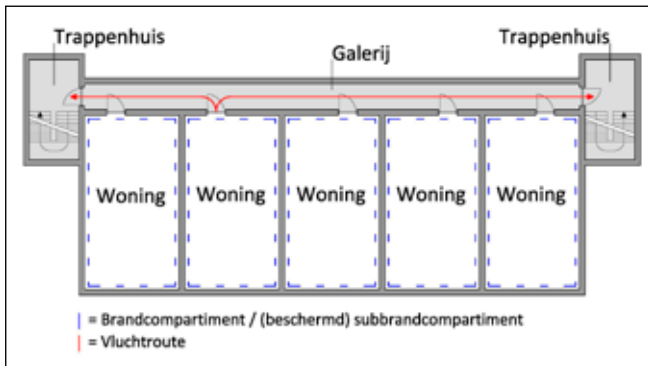 Trappenhuis
Trappenhuis
Galerij
Woning
Woning
Woning
Woning
Woning
= Brandcompartiment / (beschermd) subbrandcompartiment
= Vluchtroute